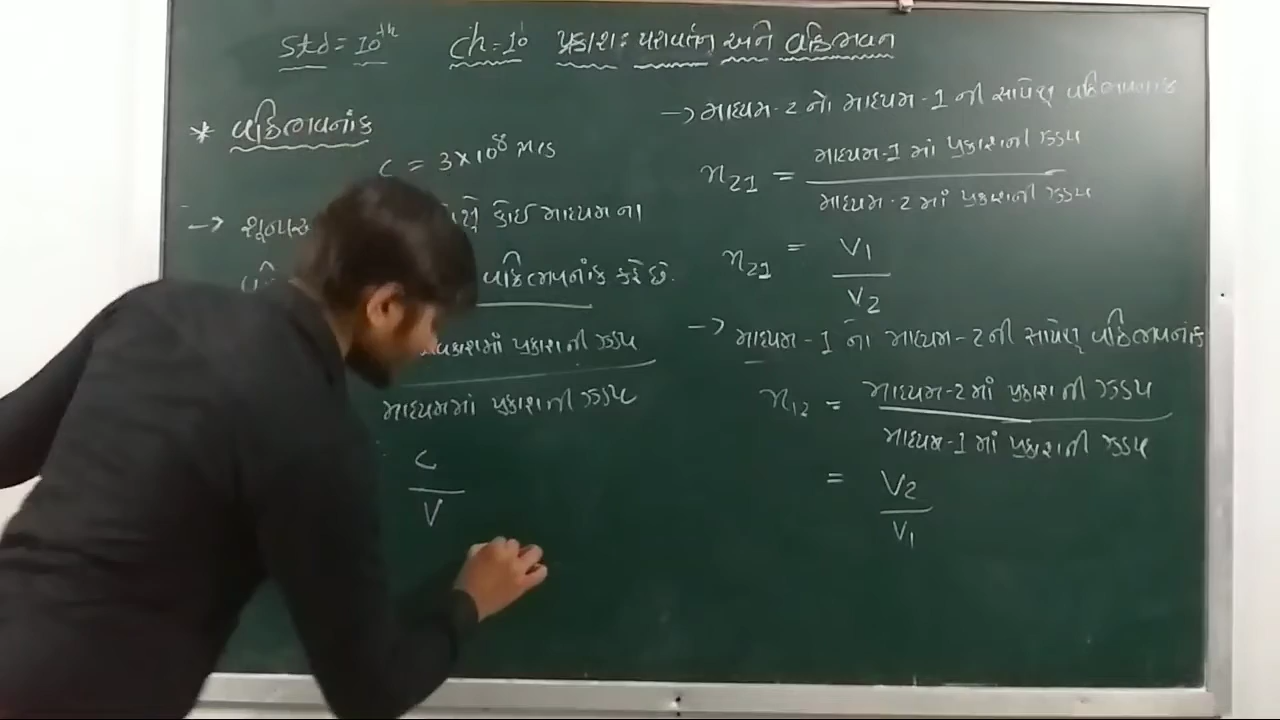 Std = 10th Ch-10 પ્રકાશ: પરાવર્તન અને વક્રીભવન
* વક્રીભવનાંક
C = 3×10⁸ m/s
→ શૂન્યાવ કોઈ માધ્યમના
વક્રીભવનાંક કહે છે.
વકાશમાં પ્રકાશની ઝડપ
માધ્યમમાં પ્રકાશની ઝડપ
C
V
→ માધ્યમ-2 નો માધ્યમ-1 ની સાપેક્ષ વક્રીભવનાંક
n21 = માધ્યમ-1 માં પ્રકાશની ઝડપ
માધ્યમ-2 માં પ્રકાશની ઝડપ
n21 = V1
V2
→ માધ્યમ-1 નો માધ્યમ-2 ની સાપેક્ષ વક્રીભવનાંક
n12 = માધ્યમ-2 માં પ્રકાશની ઝડપ
માધ્યમ-1 માં પ્રકાશની ઝડપ
= V2
V1